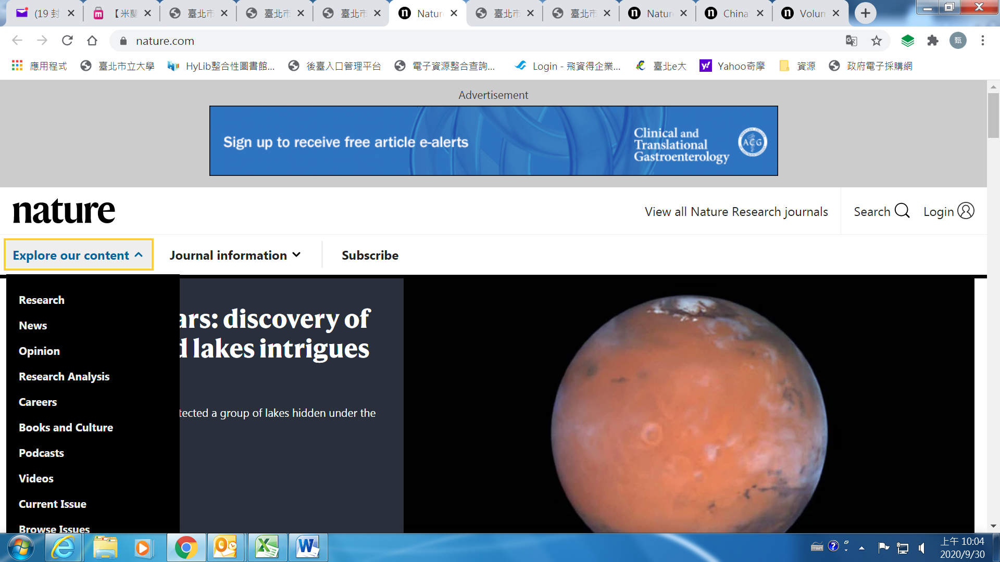 (19 封
【米蘭
臺北市
臺北市
臺北市
Nature
臺北市
臺北市
Nature
China
Volum
nature.com
應用程式
臺北市立大學
HyLib整合性圖書館...
後臺入口管理平台
電子資源整合查詢...
Login - 飛資得企業...
臺北e大
Yahoo奇摩
資源
政府電子採購網
甄
Advertisement
Sign up to receive free article e-alerts
Clinical and
Translational
Gastroenterology
ACG
nature
View all Nature Research journals
Search
Login
Explore our content
Journal information
Subscribe
Research
News
Opinion
Research Analysis
Careers
Books and Culture
Podcasts
Videos
Current Issue
Browse Issues
ars: discovery of
d lakes intrigues
tected a group of lakes hidden under the
上午 10:04
2020/9/30